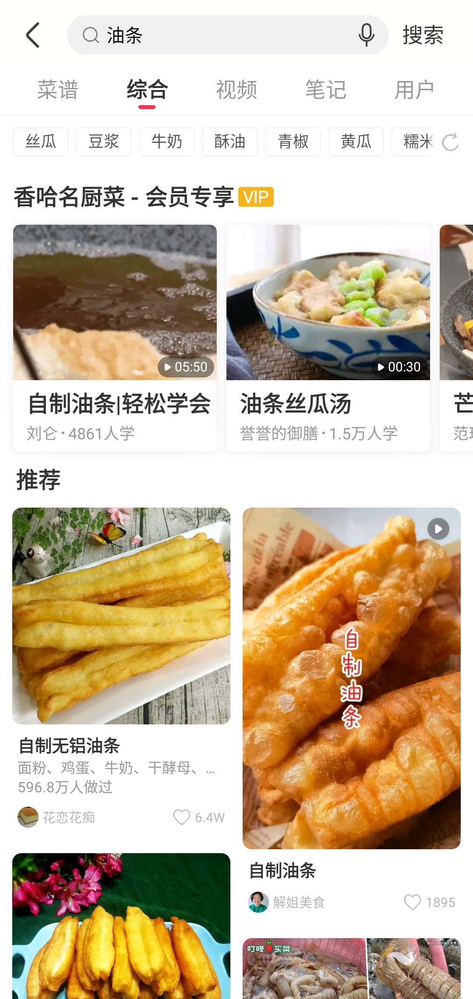 油条
搜索
菜谱
综合
视频
笔记
用户
丝瓜
豆浆
牛奶
酥油
青椒
黄瓜
糯米
香哈名厨菜 - 会员专享 VIP
05:50
00:30
自制油条|轻松学会
油条丝瓜汤
芒
刘仑·4861人学
誉誉的御膳·1.5万人学
范
推荐
自制无铝油条
面粉、鸡蛋、牛奶、干酵母、...
596.8万人做过
花恋花痴
6.4W
age de la
agréable
自
制
油
条
自制油条
解姐美食
1895
叮咚买菜